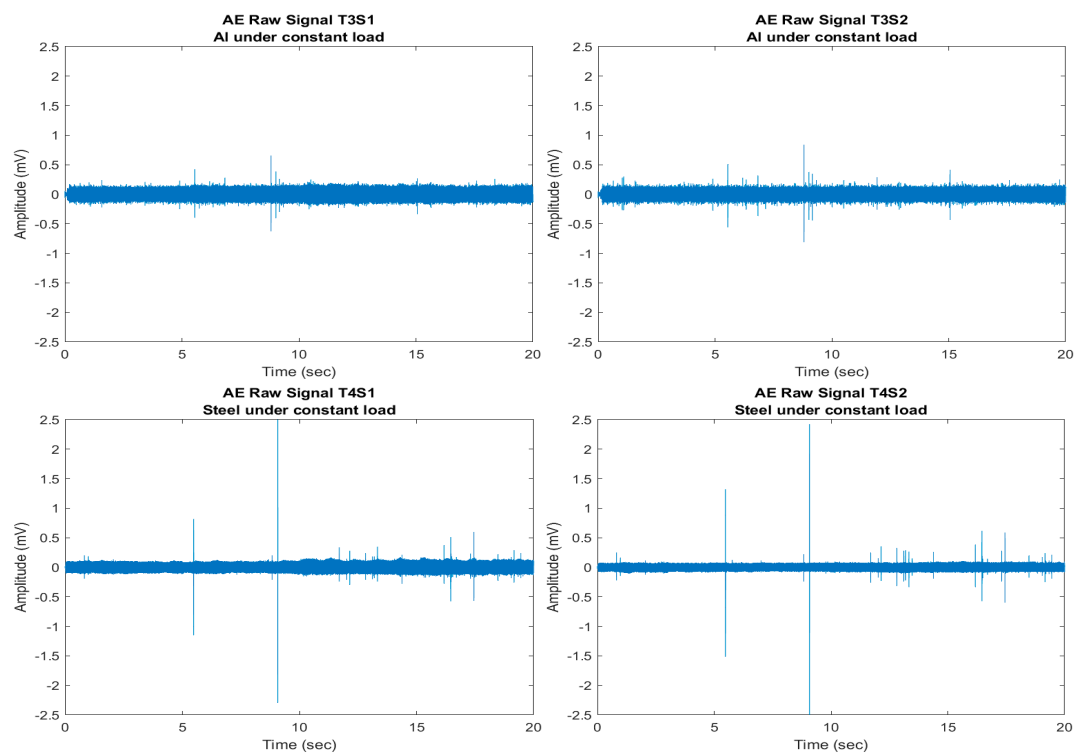 AE Raw Signal T3S1
Al under constant load
2.5
2
1.5
1
0.5
0
-0.5
-1
-1.5
-2
-2.5
Amplitude (mV)
0 5 10 15 20
Time (sec)
AE Raw Signal T3S2
Al under constant load
2.5
2
1.5
1
0.5
0
-0.5
-1
-1.5
-2
-2.5
Amplitude (mV)
0 5 10 15 20
Time (sec)
AE Raw Signal T4S1
Steel under constant load
2.5
2
1.5
1
0.5
0
-0.5
-1
-1.5
-2
-2.5
Amplitude (mV)
0 5 10 15 20
Time (sec)
AE Raw Signal T4S2
Steel under constant load
2.5
2
1.5
1
0.5
0
-0.5
-1
-1.5
-2
-2.5
Amplitude (mV)
0 5 10 15 20
Time (sec)